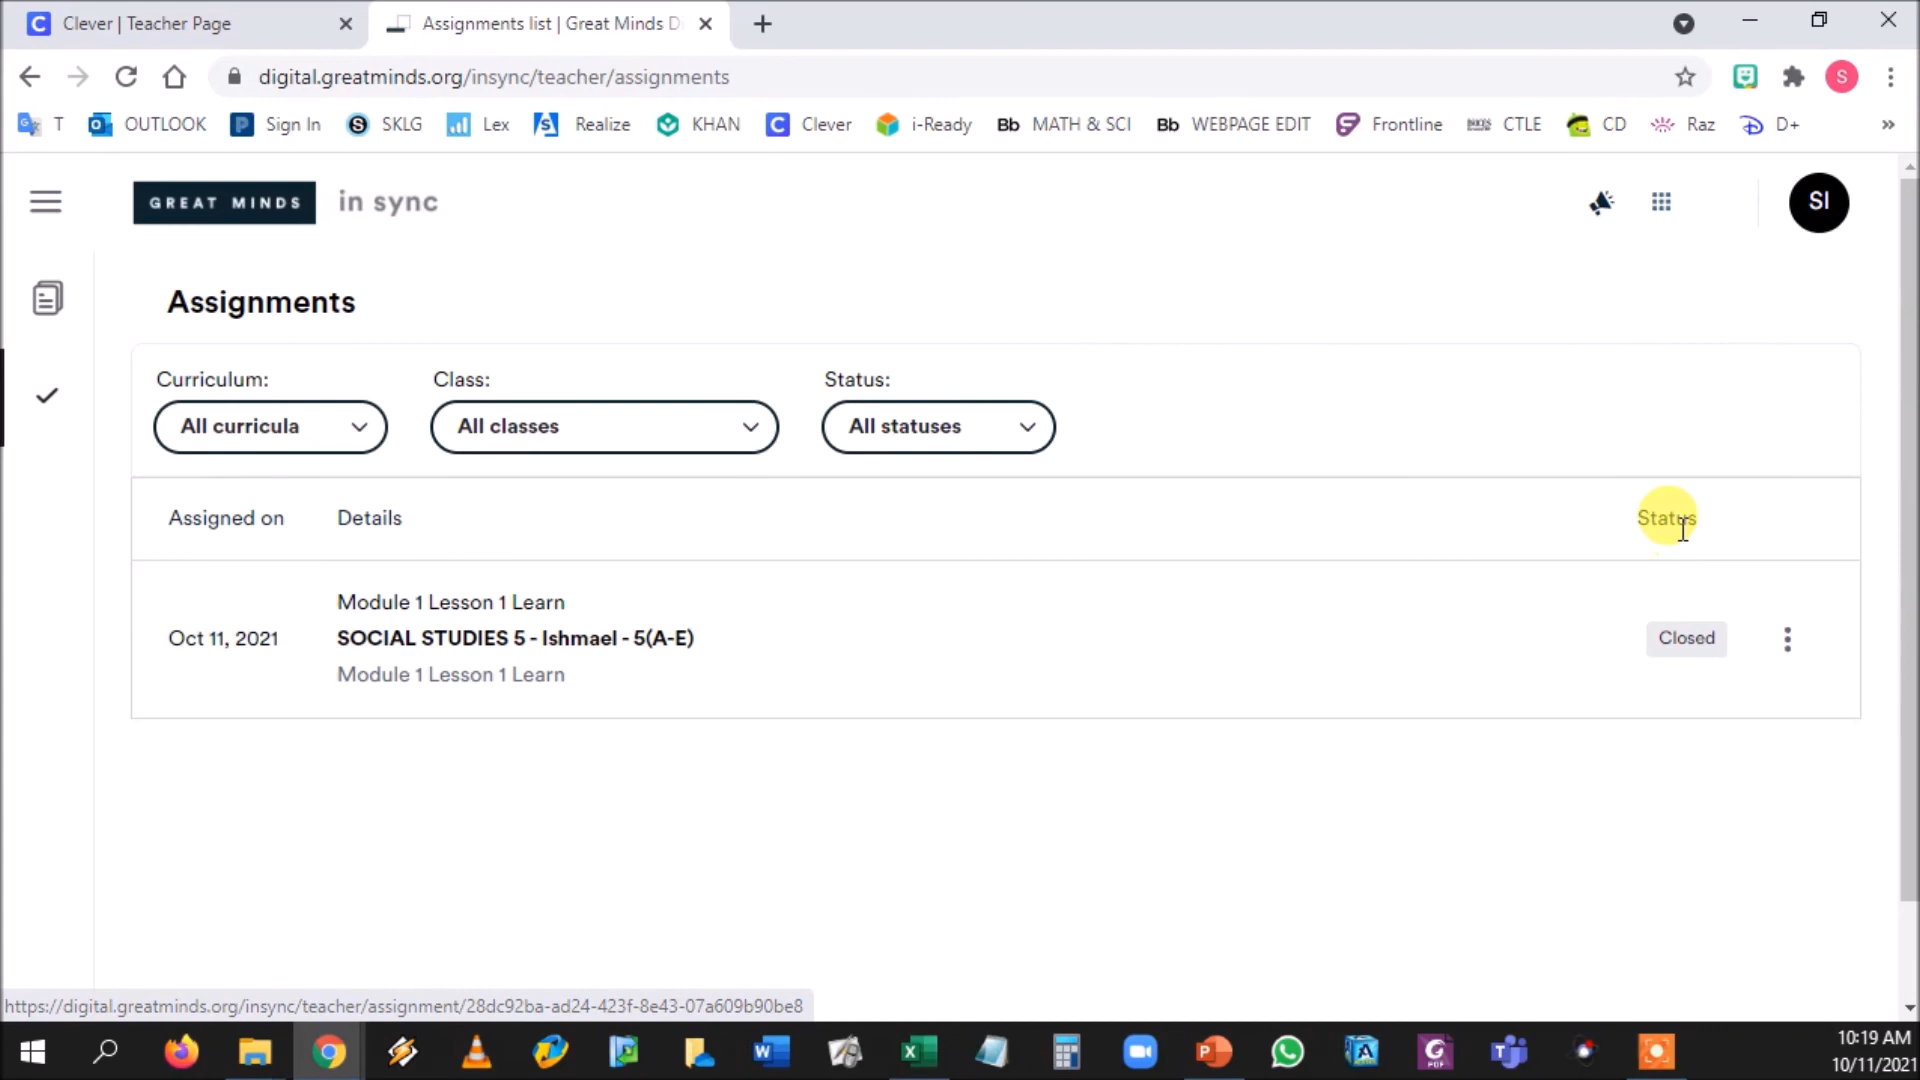 Clever | Teacher Page
Assignments list | Great Minds D
digital.greatminds.org/insync/teacher/assignments
S
T
OUTLOOK
Sign In
SKLG
Lex
Realize
KHAN
Clever
i-Ready
Bb MATH & SCI
Bb WEBPAGE EDIT
Frontline
CTLE
CD
Raz
D+
»
GREAT MINDS in sync
SI
Assignments
Curriculum: Class: Status:
All curricula All classes All statuses
Assigned on Details Status
Module 1 Lesson 1 Learn
Oct 11, 2021 SOCIAL STUDIES 5 - Ishmael - 5(A-E) Closed
Module 1 Lesson 1 Learn
https://digital.greatminds.org/insync/teacher/assignment/28dc92ba-ad24-423f-8e43-07a609b90be8
10:19 AM
10/11/2021